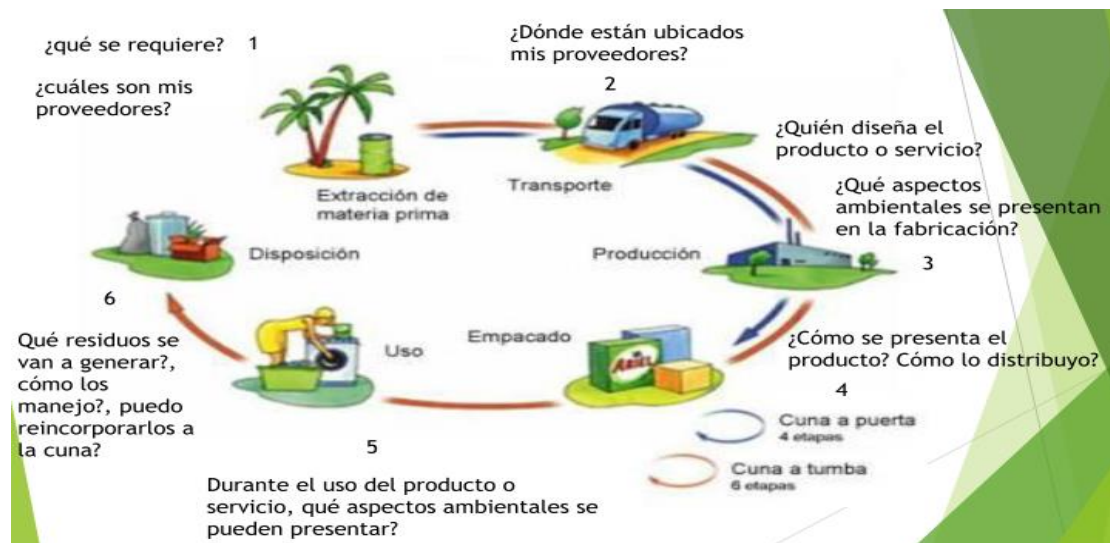 ¿qué se requiere? 1
¿cuáles son mis
proveedores?
Extracción de
materia prima
¿Dónde están ubicados
mis proveedores?
2
Transporte
¿Quién diseña el
producto o servicio?
¿Qué aspectos
ambientales se presentan
en la fabricación?
3
Producción
¿Cómo se presenta el
producto? Cómo lo distribuyo?
4
Empacado
ARIEL
Cuna a puerta
4 etapas
Cuna a tumba
6 etapas
Uso
5
Durante el uso del producto o
servicio, qué aspectos ambientales se
pueden presentar?
Disposición
6
Qué residuos se
van a generar?,
cómo los
manejo?, puedo
reincorporarlos a
la cuna?